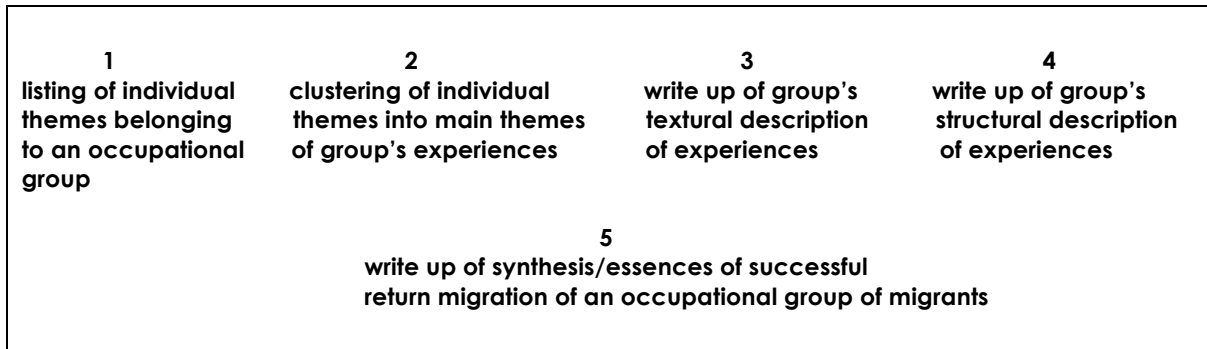 1
listing of individual
themes belonging
to an occupational
group
2
clustering of individual
themes into main themes
of group's experiences
3
write up of group's
textural description
of experiences
4
write up of group's
structural description
of experiences
5
write up of synthesis/essences of successful
return migration of an occupational group of migrants